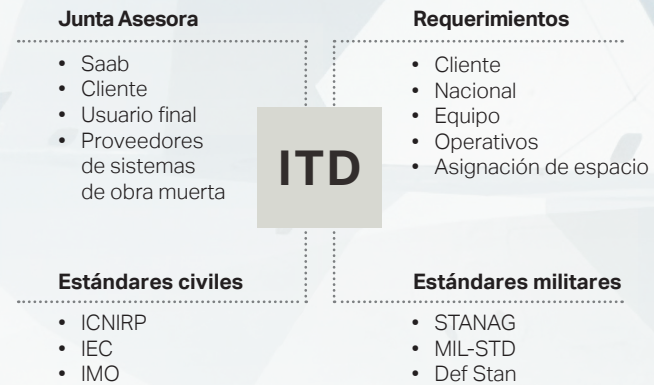 Junta Asesora
• Saab
• Cliente
• Usuario final
• Proveedores
de sistemas
de obra muerta
Requerimientos
• Cliente
• Nacional
• Equipo
• Operativos
• Asignación de espacio
ITD
Estándares civiles
• ICNIRP
• IEC
• IMO
Estándares militares
• STANAG
• MIL-STD
• Def Stan